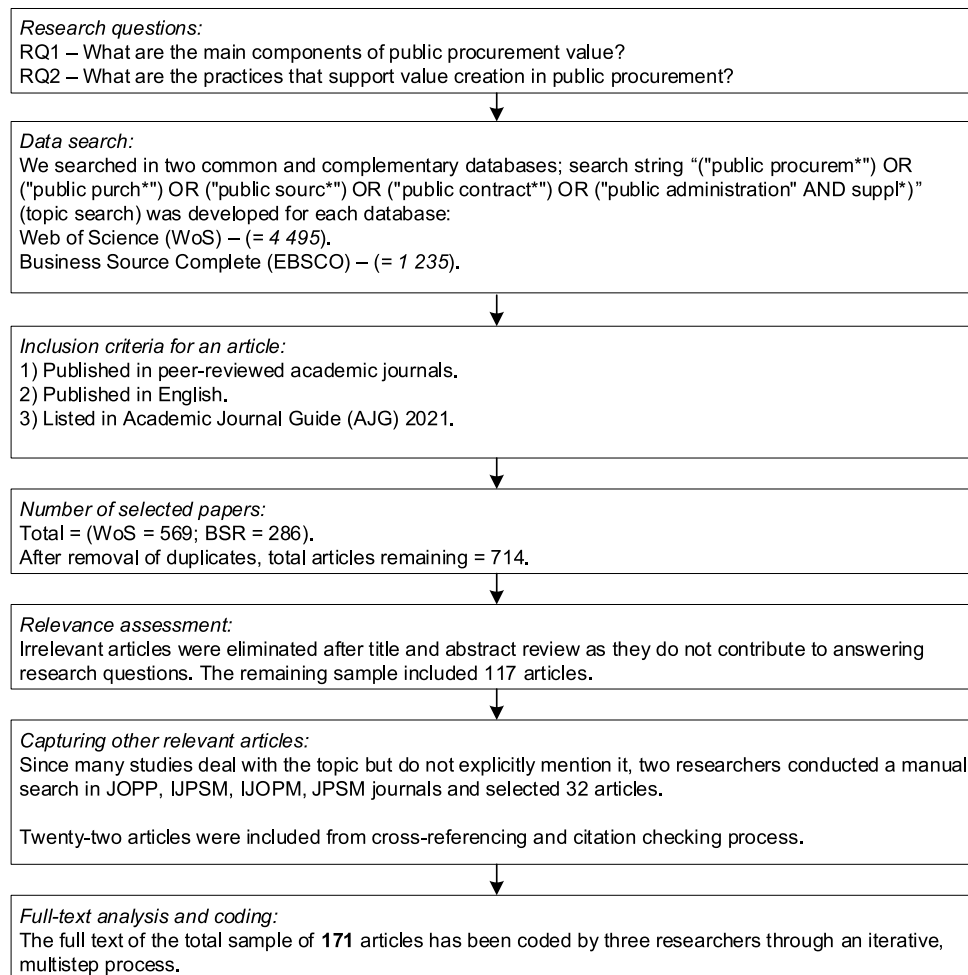 Research questions:
RQ1 – What are the main components of public procurement value?
RQ2 – What are the practices that support value creation in public procurement?
Data search:
We searched in two common and complementary databases; search string “("public procurem*") OR
("public purch*") OR ("public sourc*") OR ("public contract*") OR ("public administration" AND suppl*)”
(topic search) was developed for each database:
Web of Science (WoS) – (= 4 495).
Business Source Complete (EBSCO) – (= 1 235).
Inclusion criteria for an article:
1) Published in peer-reviewed academic journals.
2) Published in English.
3) Listed in Academic Journal Guide (AJG) 2021.
Number of selected papers:
Total = (WoS = 569; BSR = 286).
After removal of duplicates, total articles remaining = 714.
Relevance assessment:
Irrelevant articles were eliminated after title and abstract review as they do not contribute to answering
research questions. The remaining sample included 117 articles.
Capturing other relevant articles:
Since many studies deal with the topic but do not explicitly mention it, two researchers conducted a manual
search in JOPP, IJPSM, IJOPM, JPSM journals and selected 32 articles.
Twenty-two articles were included from cross-referencing and citation checking process.
Full-text analysis and coding:
The full text of the total sample of 171 articles has been coded by three researchers through an iterative,
multistep process.